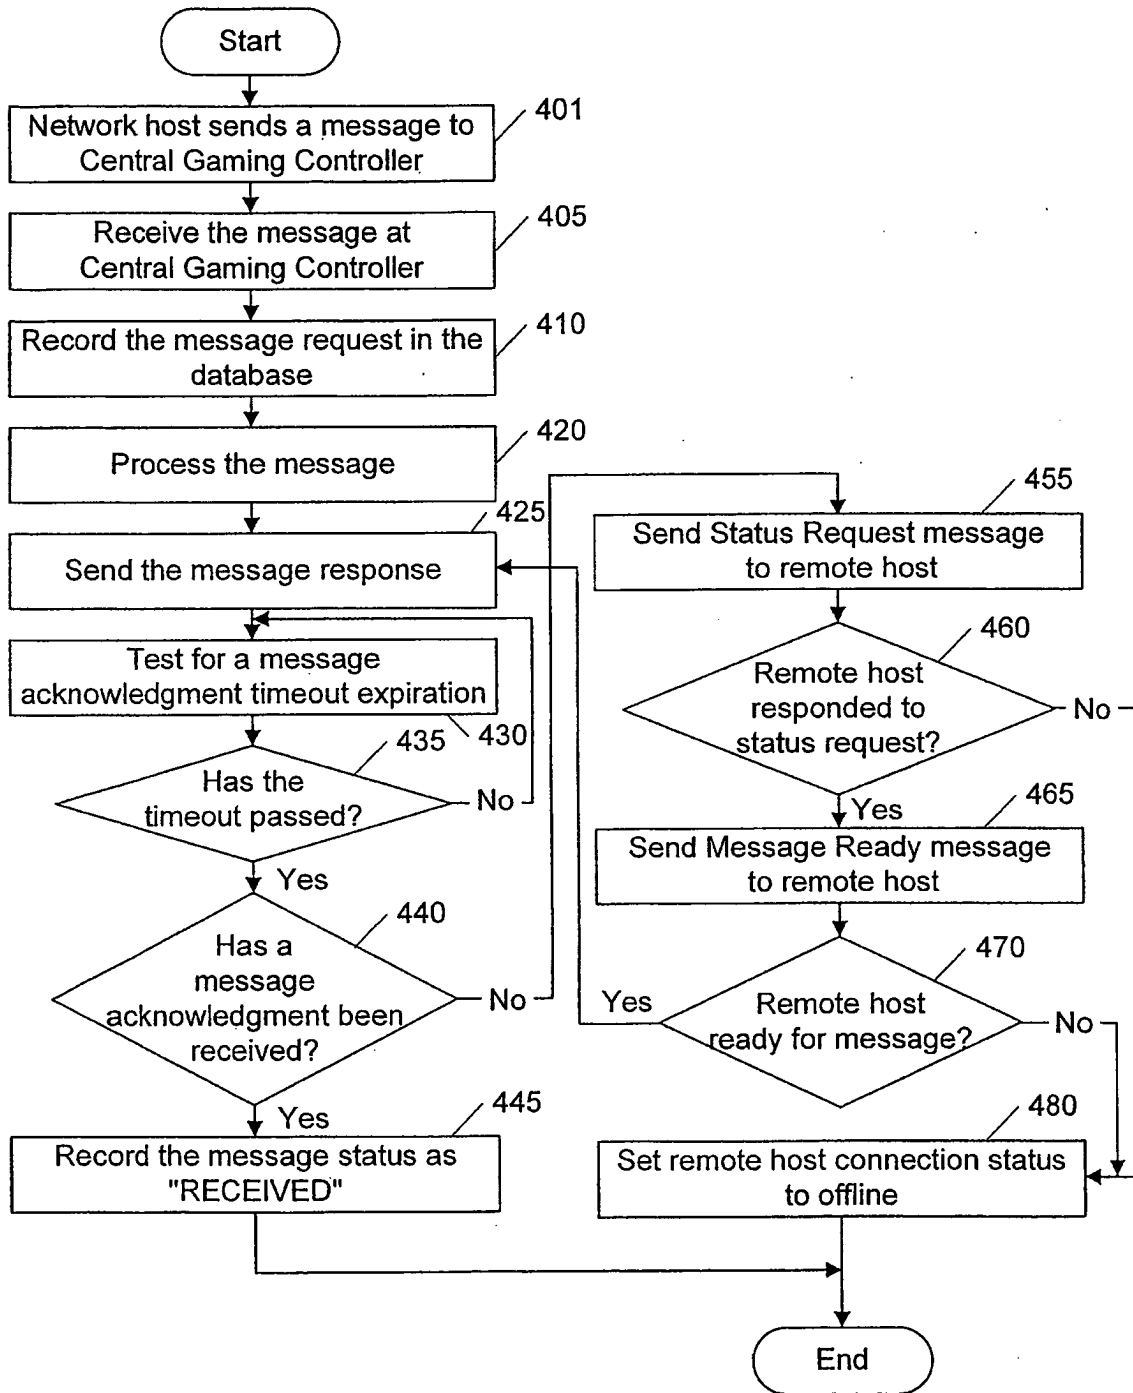 Start
Network host sends a message to
Central Gaming Controller
401
Receive the message at
Central Gaming Controller
405
Record the message request in the
database
410
Process the message
420
Send the message response
425
Test for a message
acknowledgment timeout expiration
430
Has the
timeout passed?
435
No
Yes
Has a
message
acknowledgment been
received?
440
No
Yes
Record the message status as
"RECEIVED"
445
Send Status Request message
to remote host
455
Remote host
responded to
status request?
460
No
Yes
Send Message Ready message
to remote host
465
Remote host
ready for message?
470
Yes
No
Set remote host connection status
to offline
480
End